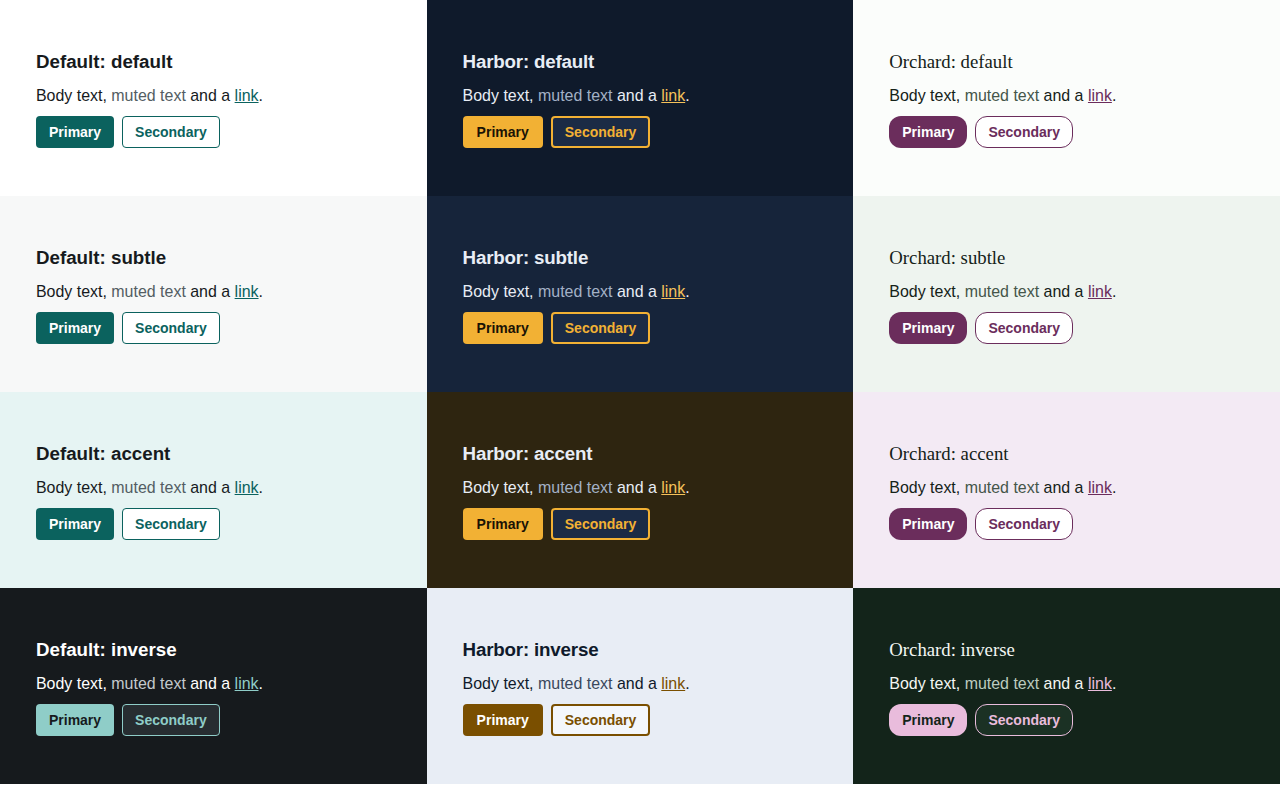 Default: default
Body text, muted text and a link.
Primary Secondary
Harbor: default
Body text, muted text and a link.
Primary Secondary
Orchard: default
Body text, muted text and a link.
Primary Secondary
Default: subtle
Body text, muted text and a link.
Primary Secondary
Harbor: subtle
Body text, muted text and a link.
Primary Secondary
Orchard: subtle
Body text, muted text and a link.
Primary Secondary
Default: accent
Body text, muted text and a link.
Primary Secondary
Harbor: accent
Body text, muted text and a link.
Primary Secondary
Orchard: accent
Body text, muted text and a link.
Primary Secondary
Default: inverse
Body text, muted text and a link.
Primary Secondary
Harbor: inverse
Body text, muted text and a link.
Primary Secondary
Orchard: inverse
Body text, muted text and a link.
Primary Secondary